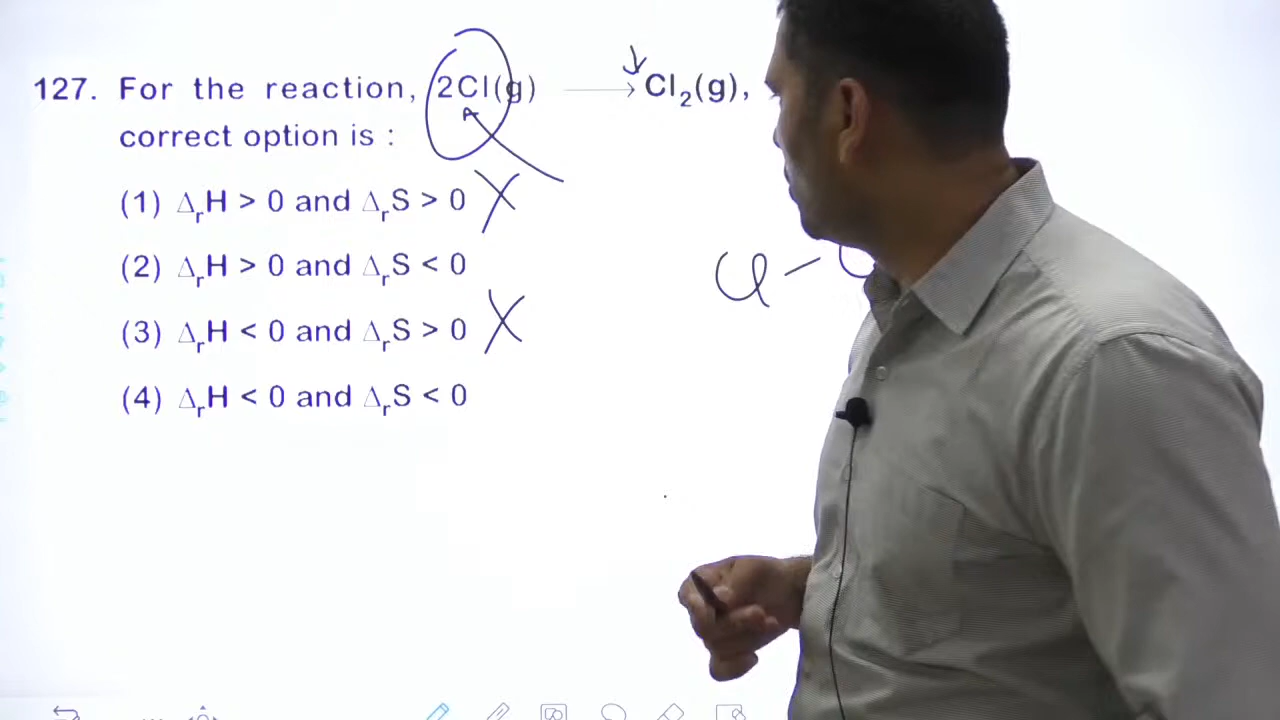 127. For the reaction, 2Cl(g) → Cl₂(g),
correct option is :
(1) ΔᵣH > 0 and ΔᵣS > 0 X
(2) ΔᵣH > 0 and ΔᵣS < 0
(3) ΔᵣH < 0 and ΔᵣS > 0 X
(4) ΔᵣH < 0 and ΔᵣS < 0